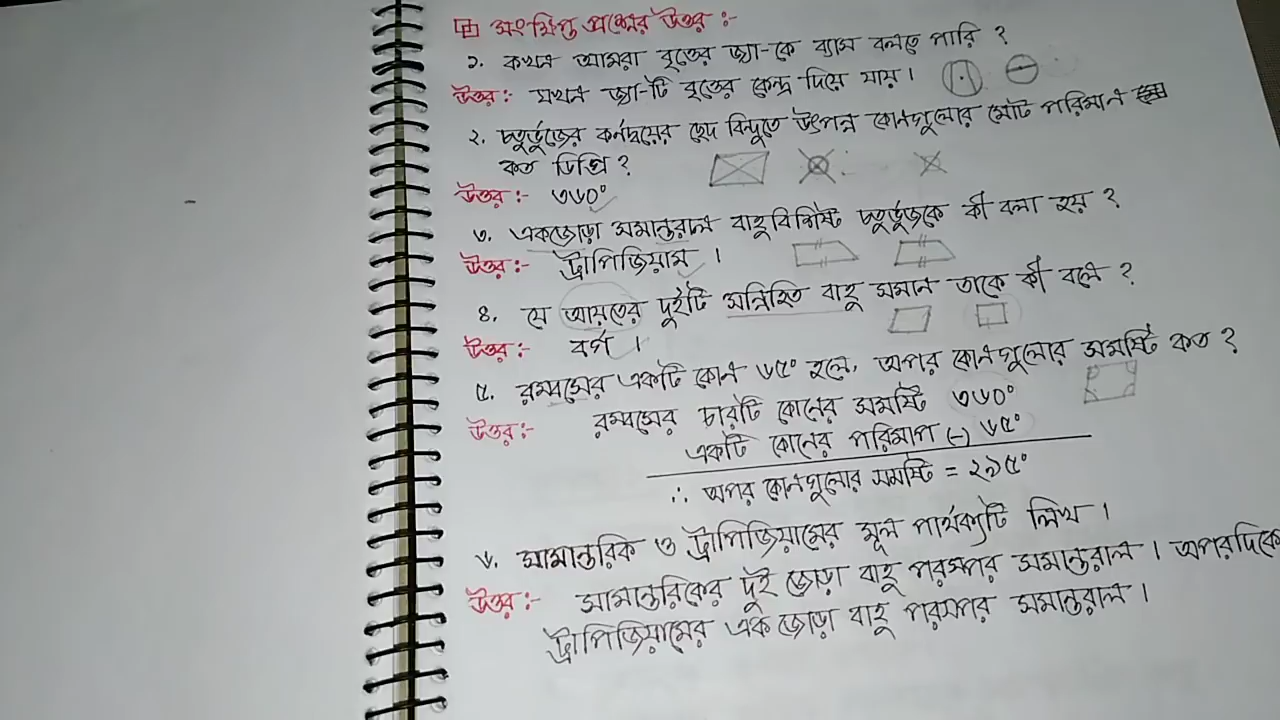 সংক্ষিপ্ত প্রশ্নের উত্তর :-
১. কখন আমরা বৃত্তের জ্যা-কে ব্যাস বলতে পারি ?
উত্তর : যখন জ্যা-টি বৃত্তের কেন্দ্র দিয়ে যায়।
২. চতুর্ভুজের কর্নদ্বয়ের ছেদ বিন্দুতে উৎপন্ন কোনগুলোর মোট পরিমান
কত ডিগ্রি ?
উত্তর :- ৩৬০°
৩. একজোড়া সমান্তরাল বাহুবিশিষ্ট চতুর্ভুজকে কী বলা হয় ?
উত্তর :- ট্রাপিজিয়াম ।
৪. যে আয়তের দুইটি সন্নিহিত বাহু সমান তাকে কী বলে ?
উত্তর :- বর্গ ।
৫. রম্বসের একটি কোন ৬৫° হলে, অপর কোনগুলোর সমষ্টি কত ?
উত্তর :- রম্বসের চারটি কোনের সমষ্টি ৩৬০°
একটি কোনের পরিমাপ (-) ৬৫°
∴ অপর কোনগুলোর সমষ্টি = ২৯৫°
৬. সামান্তরিক ও ট্রাপিজিয়ামের মূল পার্থক্যটি লিখ ।
উত্তর :- সামান্তরিকের দুই জোড়া বাহু পরস্পর সমান্তরাল । অপরদিকে
ট্রাপিজিয়ামের এক জোড়া বাহু পরস্পর সমান্তরাল ।